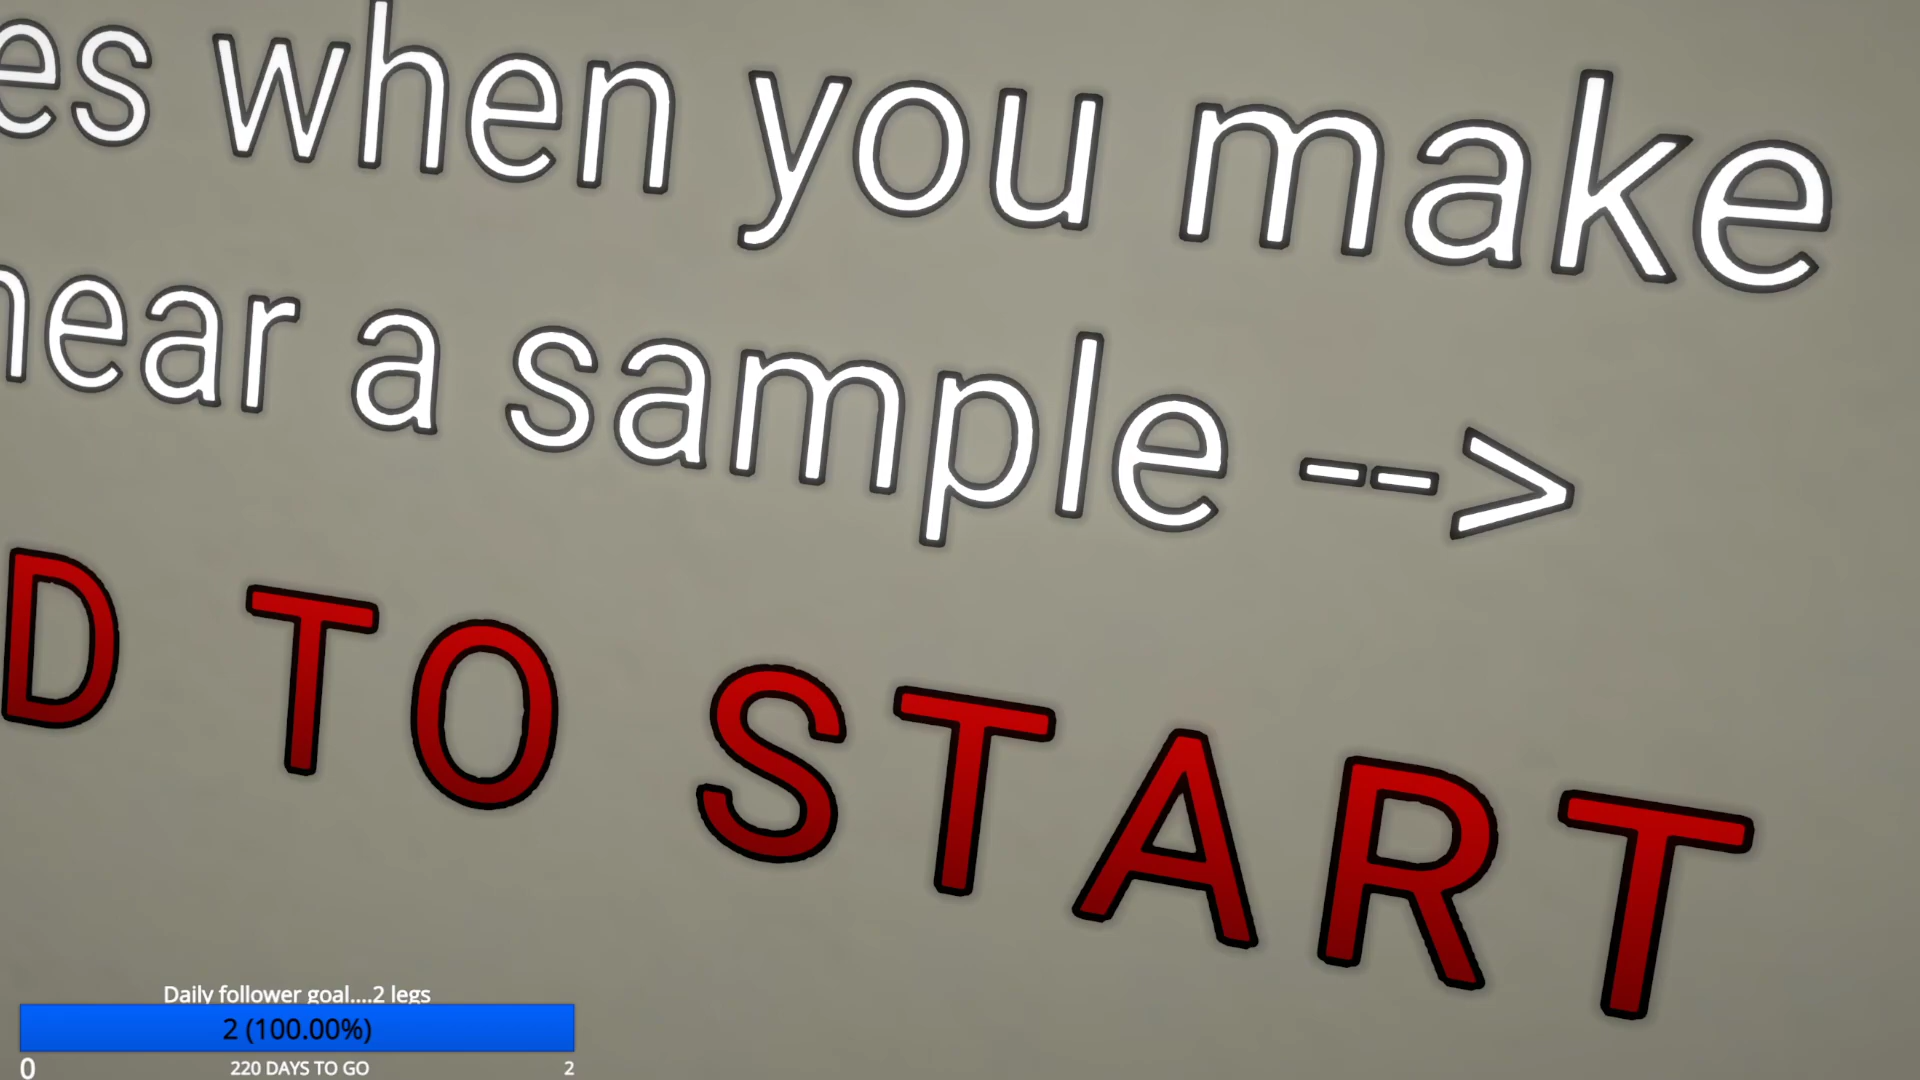 es when you make
hear a sample -->
D TO START
Daily follower goal....2 legs
2 (100.00%)
0 220 DAYS TO GO 2